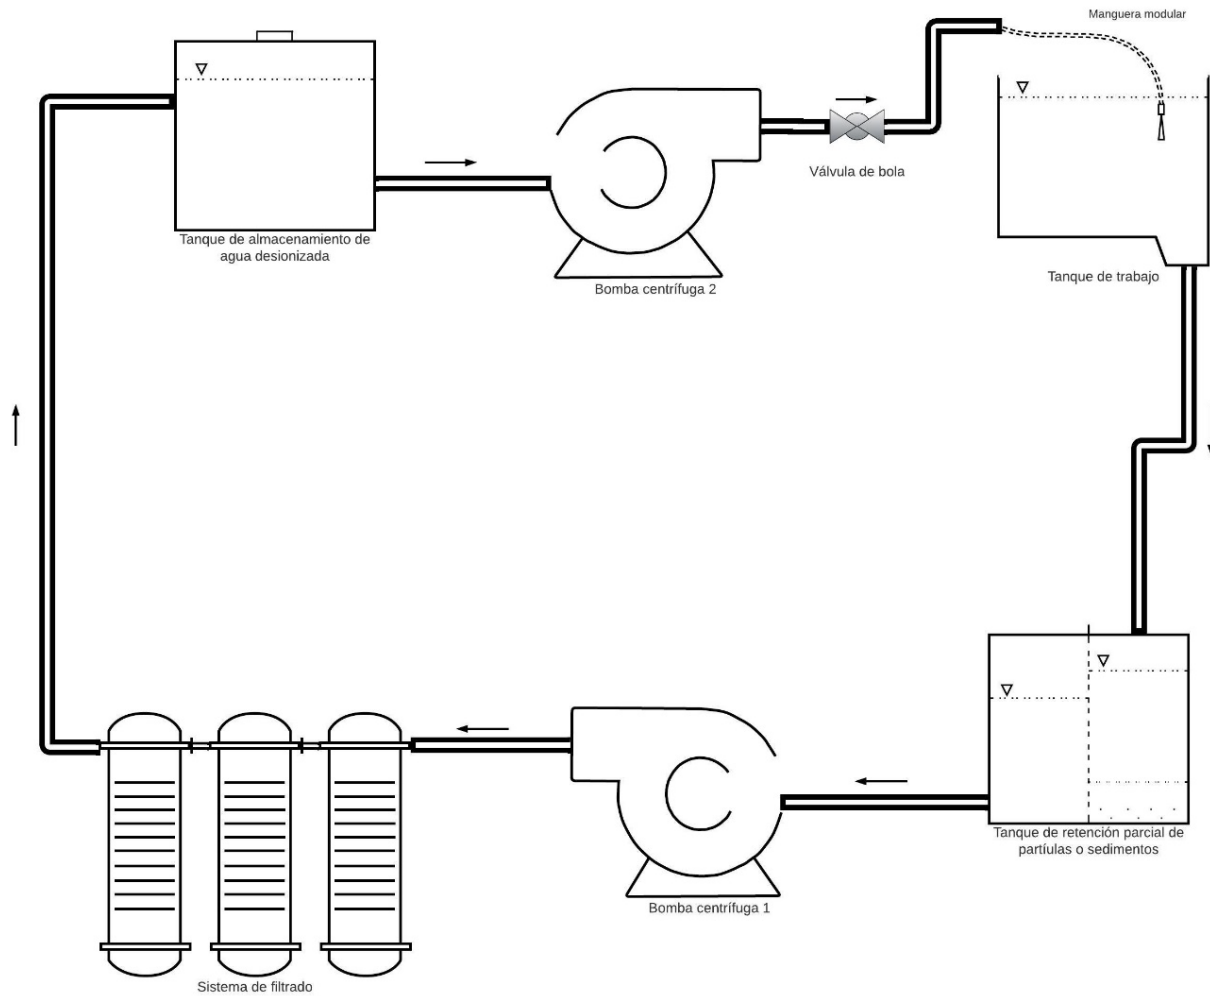 Manguera modular
Válvula de bola
Tanque de almacenamiento de
agua desionizada
Tanque de trabajo
Bomba centrífuga 2
Tanque de retención parcial de
partíulas o sedimentos
Bomba centrífuga 1
Sistema de filtrado